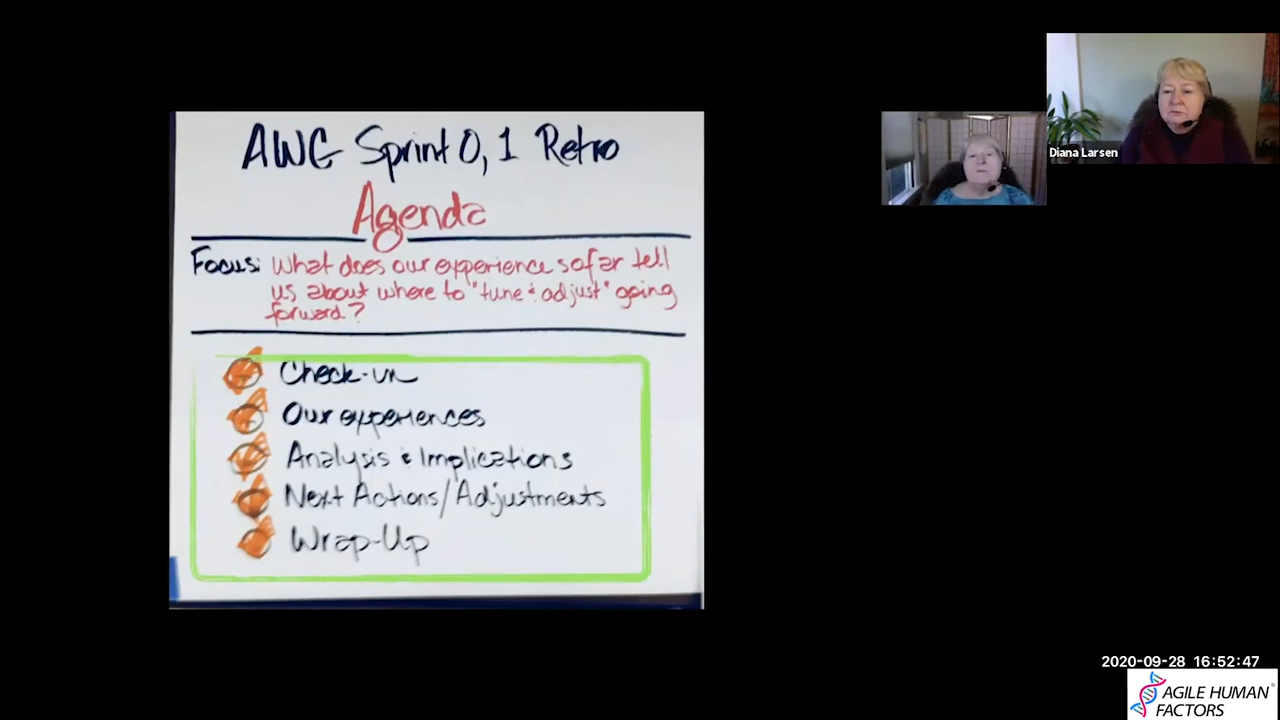 AWG Sprint 0, 1 Retro
Agenda
Focus: What does our experience so far tell
us about where to "tune & adjust" going
forward?
Check-in
Our experiences
Analysis & Implications
Next Actions/Adjustments
Wrap-Up
Diana Larsen
2020-09-28 16:52:47
AGILE HUMAN
FACTORS